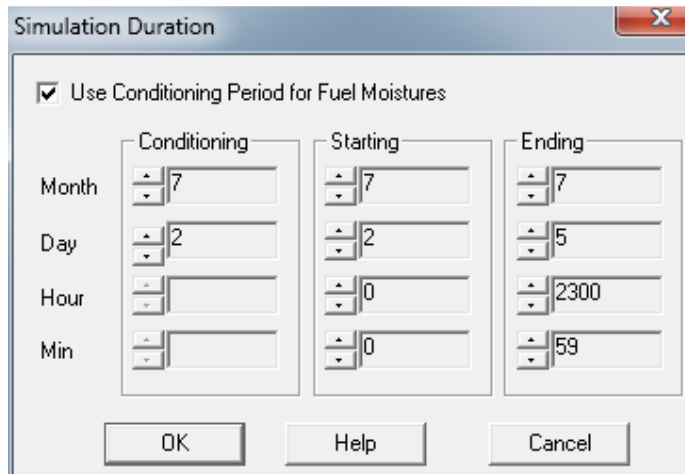 Simulation Duration
Use Conditioning Period for Fuel Moistures
Conditioning Starting Ending
Month 7 7 7
Day 2 2 5
Hour 0 2300
Min 0 59
OK Help Cancel